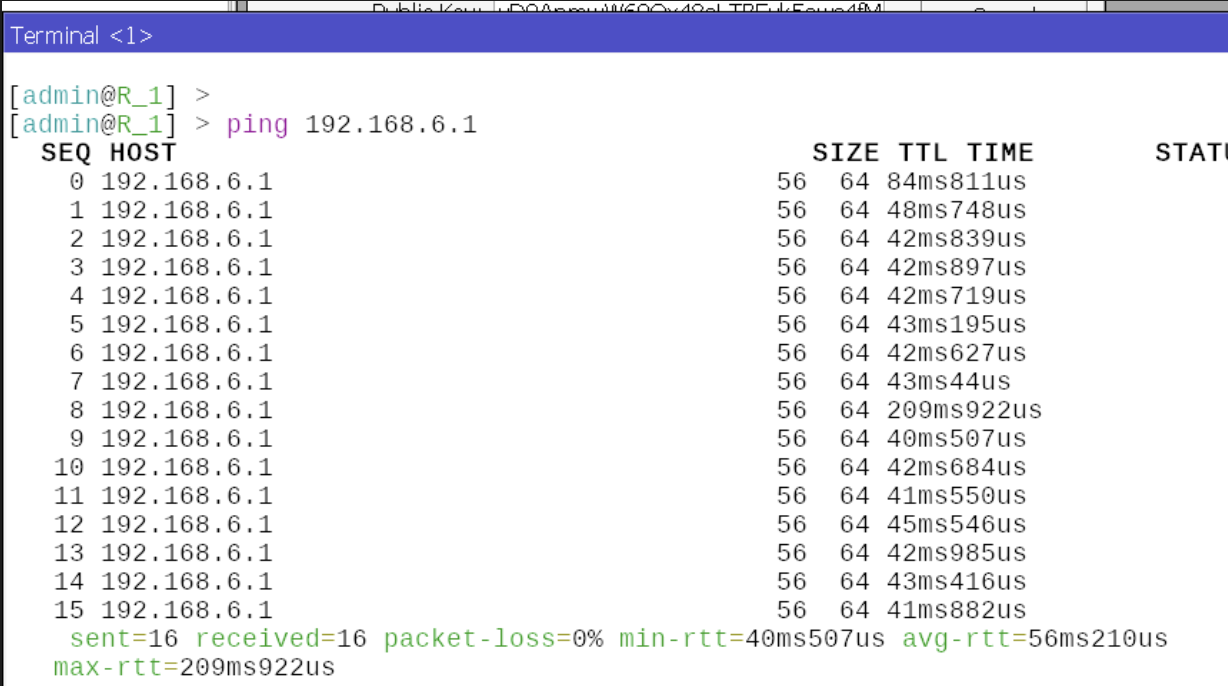 Terminal <1>
[admin@R_1] >
[admin@R_1] > ping 192.168.6.1
SEQ HOST SIZE TTL TIME
0 192.168.6.1 56 64 84ms811us
1 192.168.6.1 56 64 48ms748us
2 192.168.6.1 56 64 42ms839us
3 192.168.6.1 56 64 42ms897us
4 192.168.6.1 56 64 42ms719us
5 192.168.6.1 56 64 43ms195us
6 192.168.6.1 56 64 42ms627us
7 192.168.6.1 56 64 43ms44us
8 192.168.6.1 56 64 209ms922us
9 192.168.6.1 56 64 40ms507us
10 192.168.6.1 56 64 42ms684us
11 192.168.6.1 56 64 41ms550us
12 192.168.6.1 56 64 45ms546us
13 192.168.6.1 56 64 42ms985us
14 192.168.6.1 56 64 43ms416us
15 192.168.6.1 56 64 41ms882us
sent=16 received=16 packet-loss=0% min-rtt=40ms507us avg-rtt=56ms210us
max-rtt=209ms922us